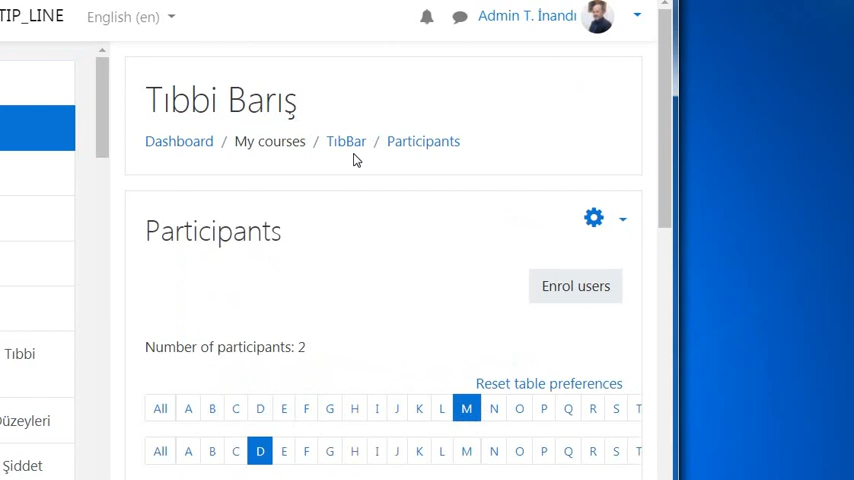 TIP_LINE English (en) Admin T. İnandı
Tıbbi Barış
Dashboard / My courses / TıbBar / Participants
Participants
Enrol users
Number of participants: 2
Reset table preferences
All A B C D E F G H I J K L M N O P Q R S T
All A B C D E F G H I J K L M N O P Q R S T
Tıbbi
Düzeyleri
Şiddet